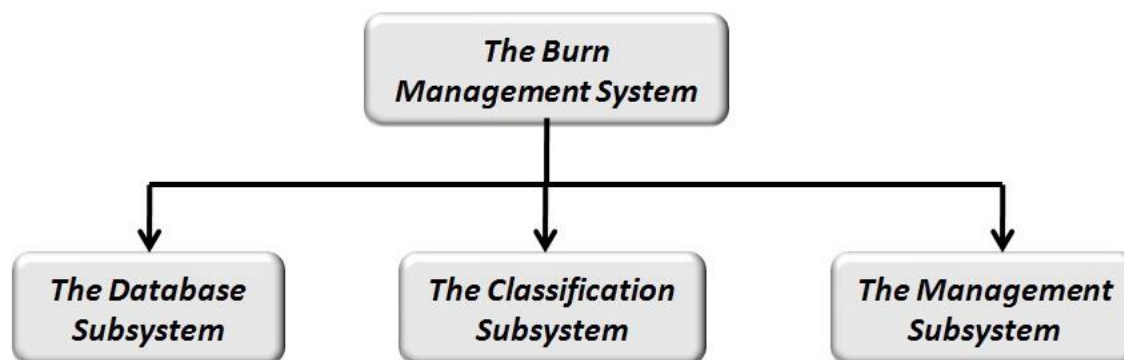 The Burn
Management System
The Database
Subsystem
The Classification
Subsystem
The Management
Subsystem